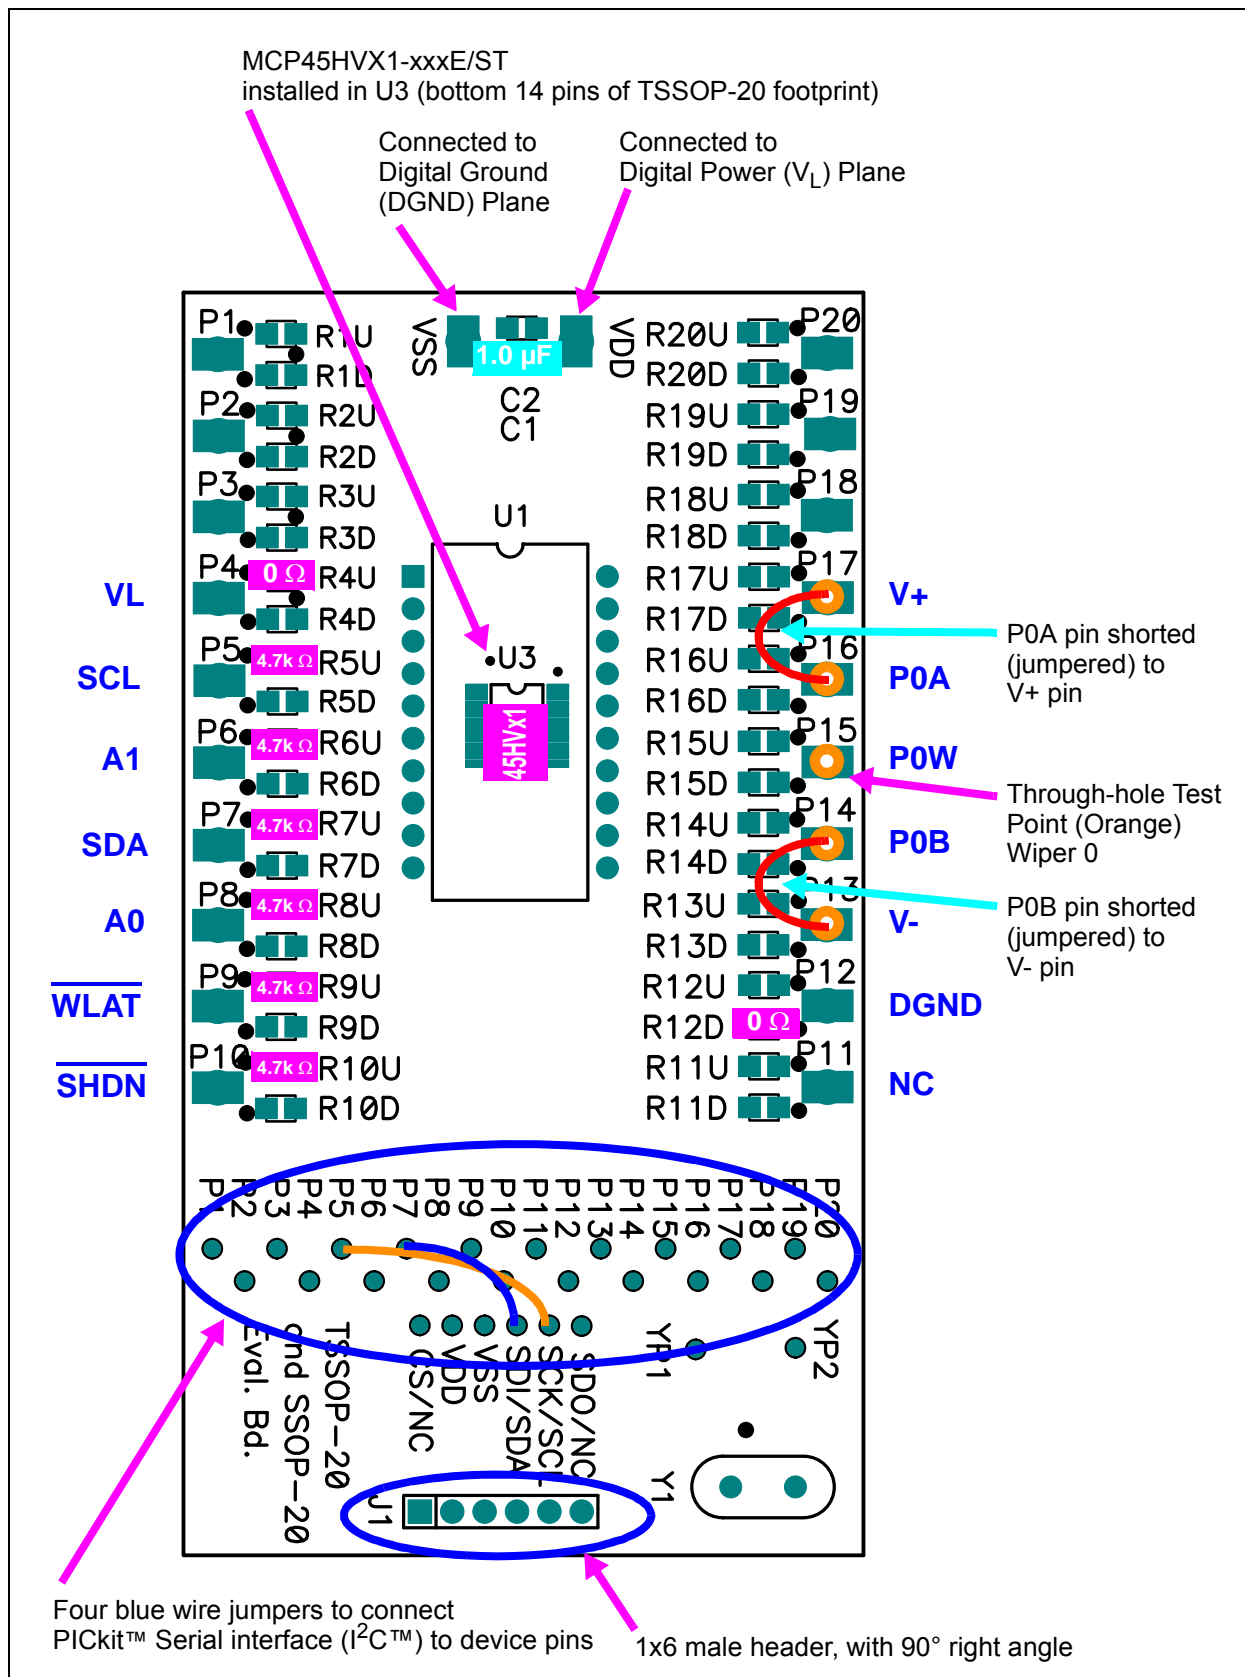 MCP45HVX1-xxxE/ST
installed in U3 (bottom 14 pins of TSSOP-20 footprint)
Connected to
Digital Ground
(DGND) Plane
Connected to
Digital Power (VL) Plane
VSS
1.0 µF
VDD
C2
C1
P1
R1U
R1D
P2
R2U
R2D
P3
R3U
R3D
VL
P4
0 Ω
R4U
R4D
SCL
P5
4.7k Ω
R5U
R5D
A1
P6
4.7k Ω
R6U
R6D
SDA
P7
4.7k Ω
R7U
R7D
A0
P8
4.7k Ω
R8U
R8D
WLAT
P9
4.7k Ω
R9U
R9D
SHDN
P10
4.7k Ω
R10U
R10D
U1
U3
45HVx1
R20U
P20
R20D
R19U
P19
R19D
R18U
P18
R18D
R17U
P17
V+
R17D
R16U
P16
P0A
R16D
R15U
P15
P0W
R15D
R14U
P14
P0B
R14D
R13U
P13
V-
R13D
R12U
P12
DGND
R12D
0 Ω
R11U
P11
NC
R11D
P0A pin shorted
(jumpered) to
V+ pin
Through-hole Test
Point (Orange)
Wiper 0
P0B pin shorted
(jumpered) to
V- pin
P1
P2
P3
P4
P5
P6
P7
P8
P9
P10
P11
P12
P13
P14
P15
P16
P17
P18
P19
P20
TSSOP-20
and SSOP-20
Eval. Bd.
CS/NC
VDD
VSS
SDI/SDA
SCK/SCL
SDO/NC
YP1
YP2
Y1
J1
Four blue wire jumpers to connect
PICkit™ Serial interface (I²C™) to device pins
1x6 male header, with 90° right angle